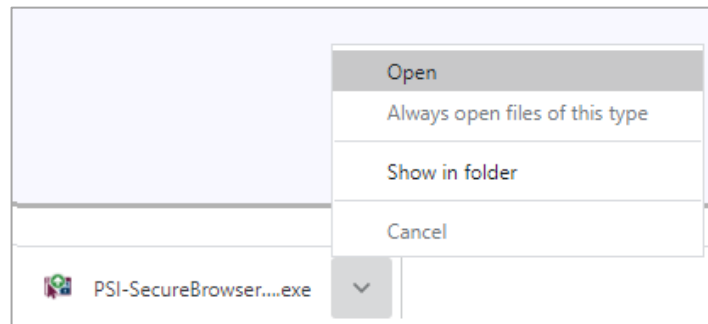 Open
Always open files of this type
Show in folder
Cancel
PSI-SecureBrowser....exe